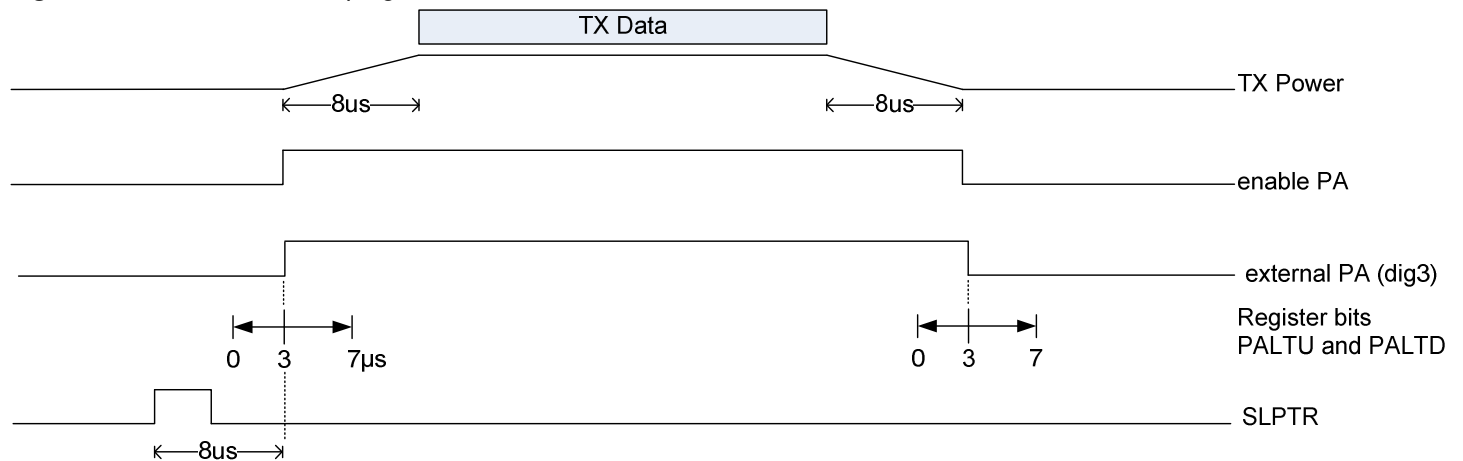 TX Data
TX Power
8us
8us
enable PA
external PA (dig3)
Register bits
PALTU and PALTD
0 3 7µs
0 3 7
SLPTR
8us